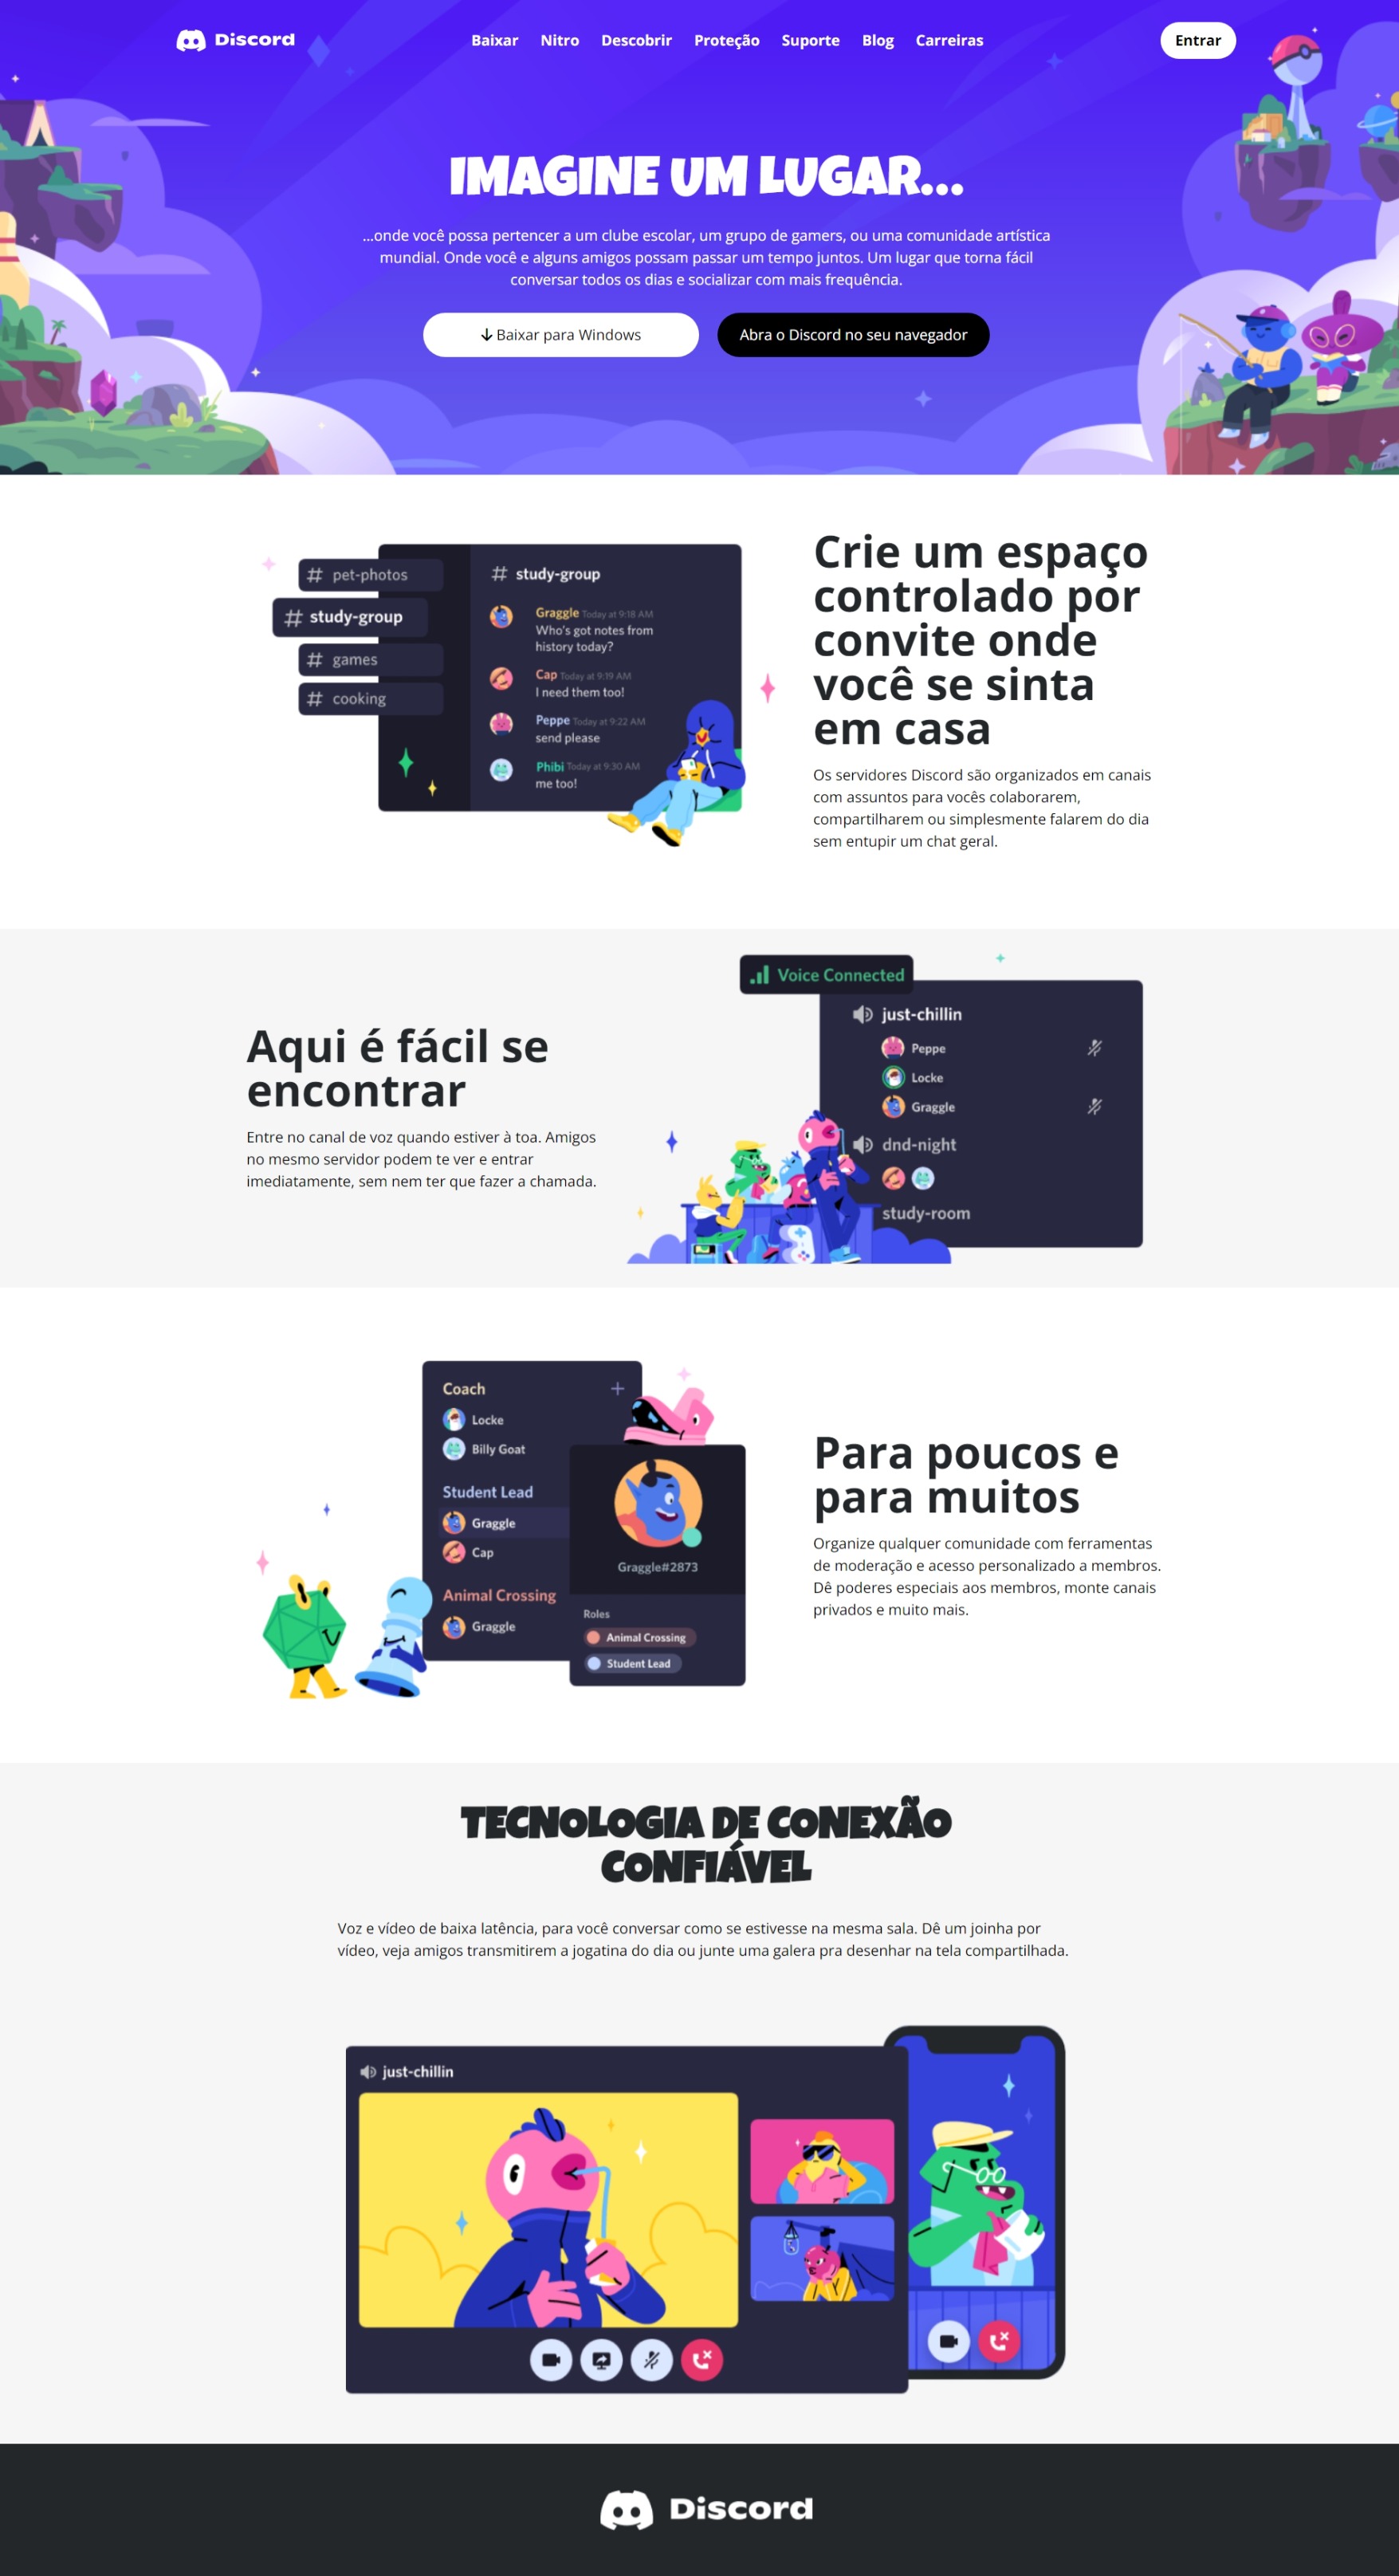 Discord
Baixar Nitro Descobrir Proteção Suporte Blog Carreiras
Entrar
IMAGINE UM LUGAR...
...onde você possa pertencer a um clube escolar, um grupo de gamers, ou uma comunidade artística
mundial. Onde você e alguns amigos possam passar um tempo juntos. Um lugar que torna fácil
conversar todos os dias e socializar com mais frequência.
Baixar para Windows
Abra o Discord no seu navegador
# pet-photos
# study-group
# games
# cooking
# study-group
Graggle Today at 9:18 AM
Who's got notes from
history today?
Cap Today at 9:19 AM
I need them too!
Peppe Today at 9:22 AM
send please
Phibi Today at 9:30 AM
me too!
Crie um espaço
controlado por
convite onde
você se sinta
em casa
Os servidores Discord são organizados em canais
com assuntos para vocês colaborarem,
compartilharem ou simplesmente falarem do dia
sem entupir um chat geral.
Aqui é fácil se
encontrar
Entre no canal de voz quando estiver à toa. Amigos
no mesmo servidor podem te ver e entrar
imediatamente, sem nem ter que fazer a chamada.
Voice Connected
just-chillin
Peppe
Locke
Graggle
dnd-night
study-room
Coach
Locke
Billy Goat
Student Lead
Graggle
Cap
Animal Crossing
Graggle
Graggle#2873
Roles
Animal Crossing
Student Lead
Para poucos e
para muitos
Organize qualquer comunidade com ferramentas
de moderação e acesso personalizado a membros.
Dê poderes especiais aos membros, monte canais
privados e muito mais.
TECNOLOGIA DE CONEXÃO
CONFIÁVEL
Voz e vídeo de baixa latência, para você conversar como se estivesse na mesma sala. Dê um joinha por
vídeo, veja amigos transmitirem a jogatina do dia ou junte uma galera pra desenhar na tela compartilhada.
just-chillin
Discord